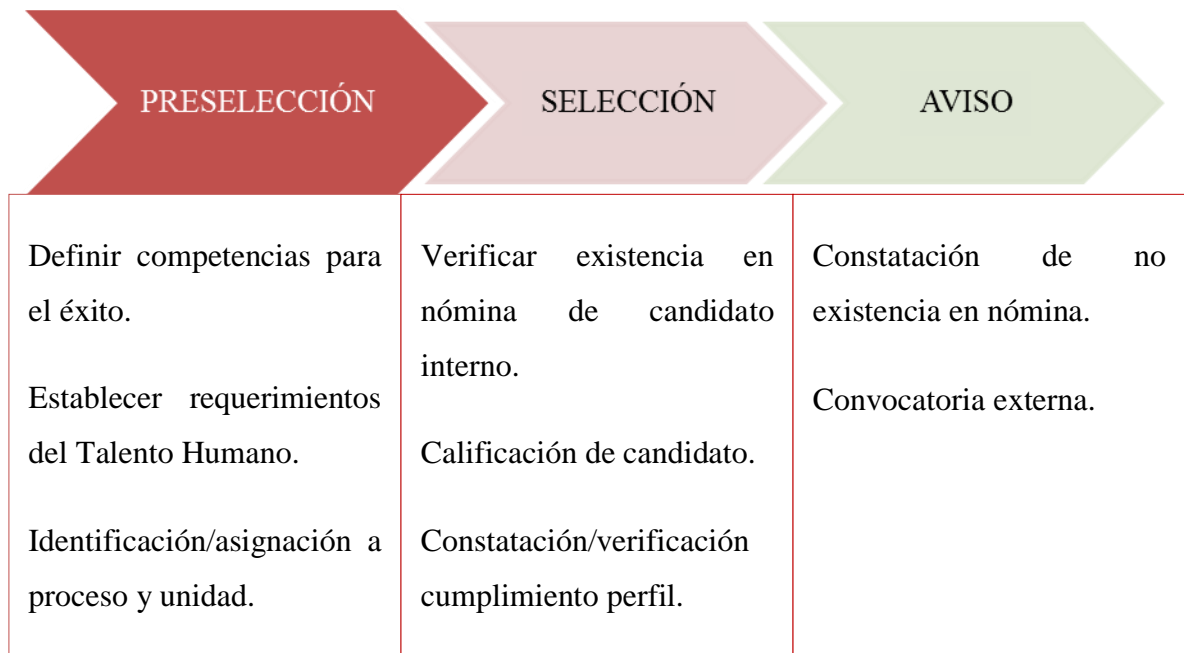 PRESELECCIÓN
SELECCIÓN
AVISO
Definir competencias para
el éxito.
Establecer requerimientos
del Talento Humano.
Identificación/asignación a
proceso y unidad.
Verificar existencia en
nómina de candidato
interno.
Calificación de candidato.
Constatación/verificación
cumplimiento perfil.
Constatación de no
existencia en nómina.
Convocatoria externa.